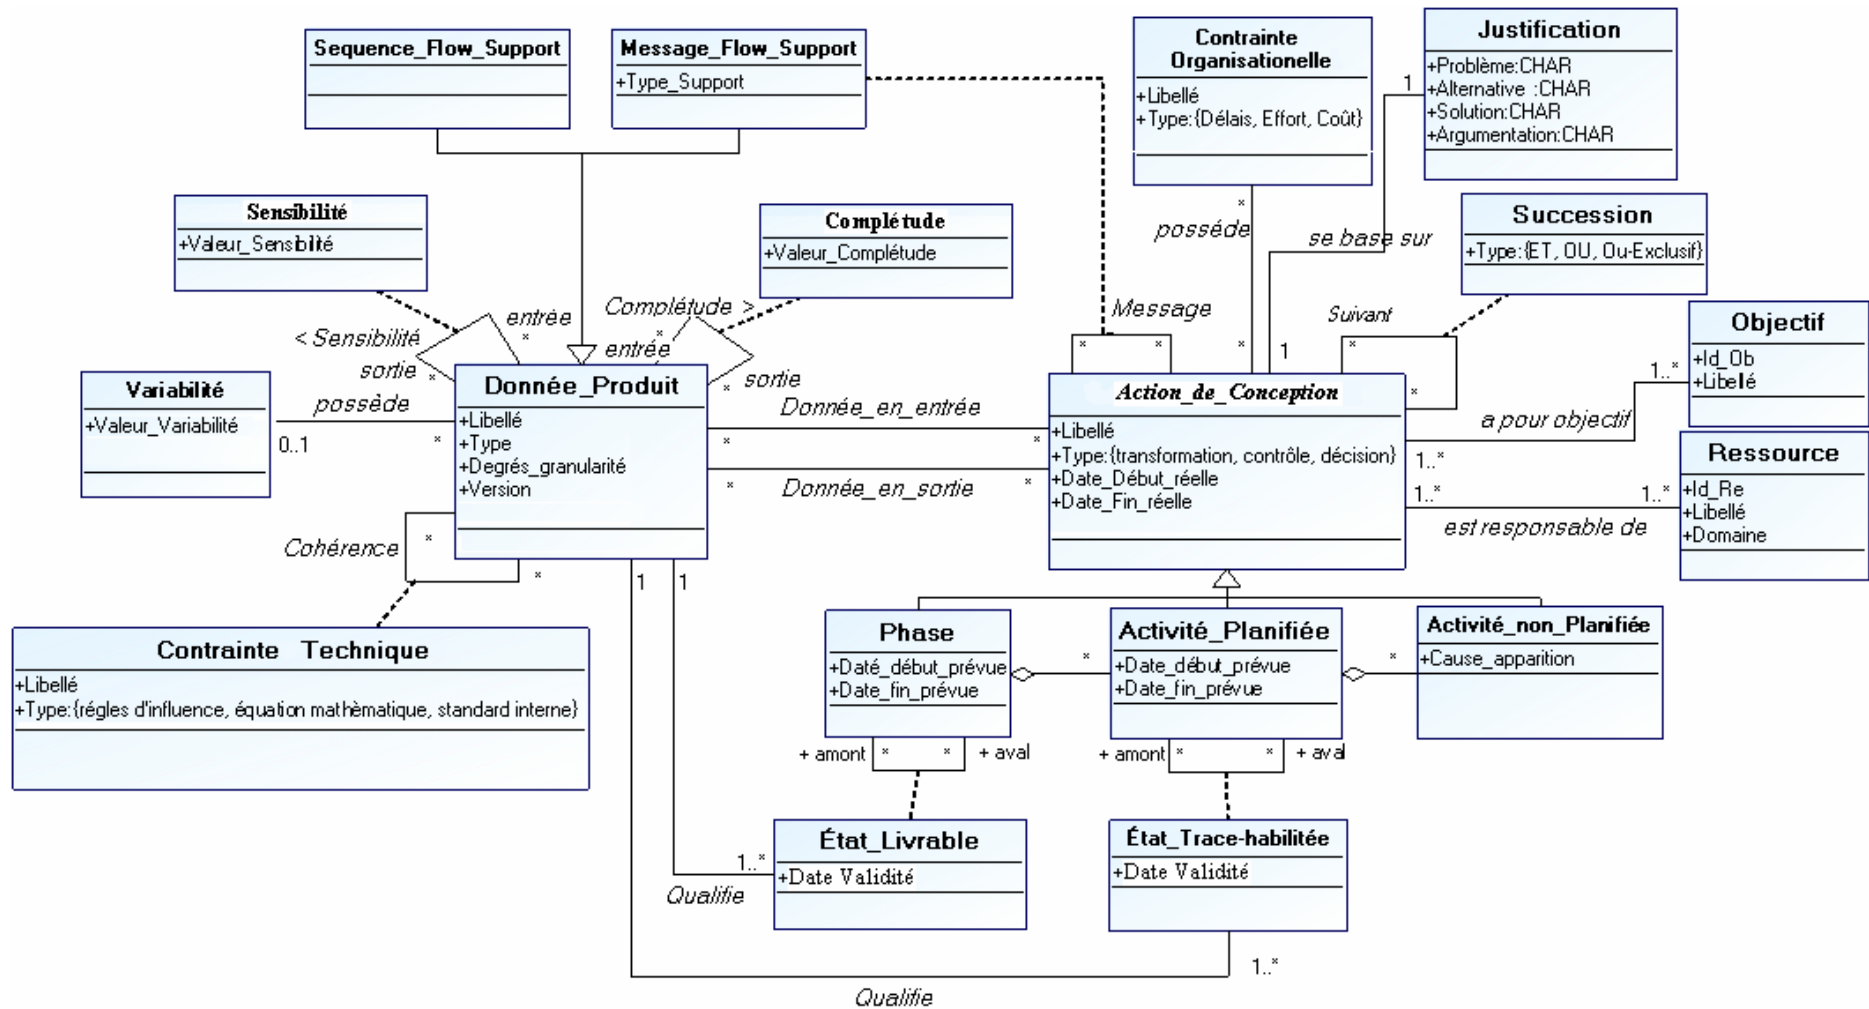 Sequence_Flow_Support
Message_Flow_Support
+Type_Support
Contrainte
Organisationelle
+Libellé
+Type:{Délais, Effort, Coût}
Justification
+Problème:CHAR
+Alternative :CHAR
+Solution:CHAR
+Argumentation:CHAR
1
Sensibilité
+Valeur_Sensibilité
Complétude
+Valeur_Complétude
*
posséde
se base sur
Succession
+Type:{ET, OU, Ou-Exclusif}
< Sensibilité
entrée
*
sortie
*
Complétude >
*
entrée
sortie
*
Message
*
*
*
1
Suivant
*
*
Objectif
+Id_Ob
+Libellé
1..*
a pour objectif
1..*
Variabilité
+Valeur_Variabilité
possède
0..1
*
Donnée_Produit
+Libellé
+Type
+Degrés_granularité
+Version
Donnée_en_entrée
*
*
Donnée_en_sortie
*
*
Action_de_Conception
+Libellé
+Type:{transformation, contrôle, décision}
+Date_Début_réelle
+Date_Fin_réelle
Ressource
+Id_Re
+Libellé
+Domaine
1..*
1..*
est responsable de
Cohérence
*
*
1
1
Contrainte Technique
+Libellé
+Type:{régles d'influence, équation mathèmatique, standard interne}
Phase
+Daté_début_prévue
+Date_fin_prévue
*
Activité_Planifiée
+Date_début_prévue
+Date_fin_prévue
*
Activité_non_Planifiée
+Cause_apparition
+ amont
*
*
+ aval
+ amont
*
*
+ aval
État_Livrable
+Date Validité
1..*
Qualifie
État_Trace-habilitée
+Date Validité
1..*
Qualifie